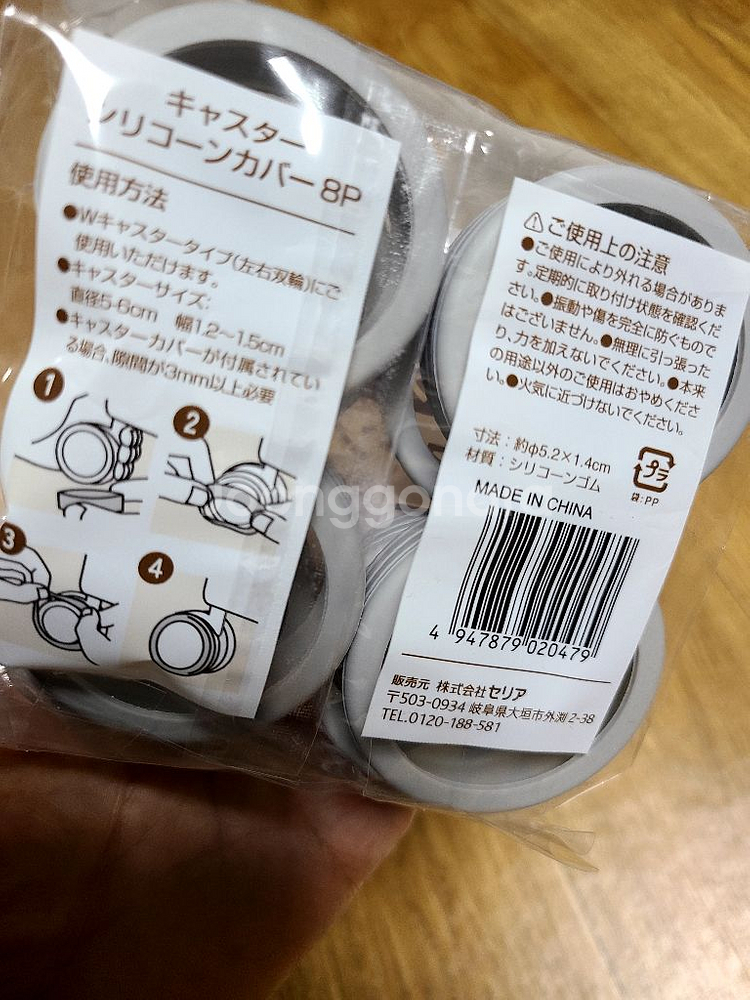 キャスター
シリコーンカバー 8P
使用方法
●Wキャスタータイプ(左右双輪)にご
使用いただけます。
●キャスターサイズ:
直径5-6cm 幅1.2〜1.5cm
●キャスターカバーが付属されてい
る場合、隙間が3mm以上必要
1
2
3
4
⚠ご使用上の注意
●ご使用により外れる場合がありま
す。定期的に取り付け状態を確認くだ
さい。●振動や傷を完全に防ぐもので
はございません。●無理に引っ張った
り、力を加えないでください。●本来
の用途以外のご使用はおやめくださ
い。●火気に近づけないでください。
寸法：約φ5.2×1.4cm
材質：シリコーンゴム
プラ
袋:PP
MADE IN CHINA
4 947879 020479
販売元 株式会社セリア
〒503-0934 岐阜県大垣市外渕2-38
TEL.0120-188-581